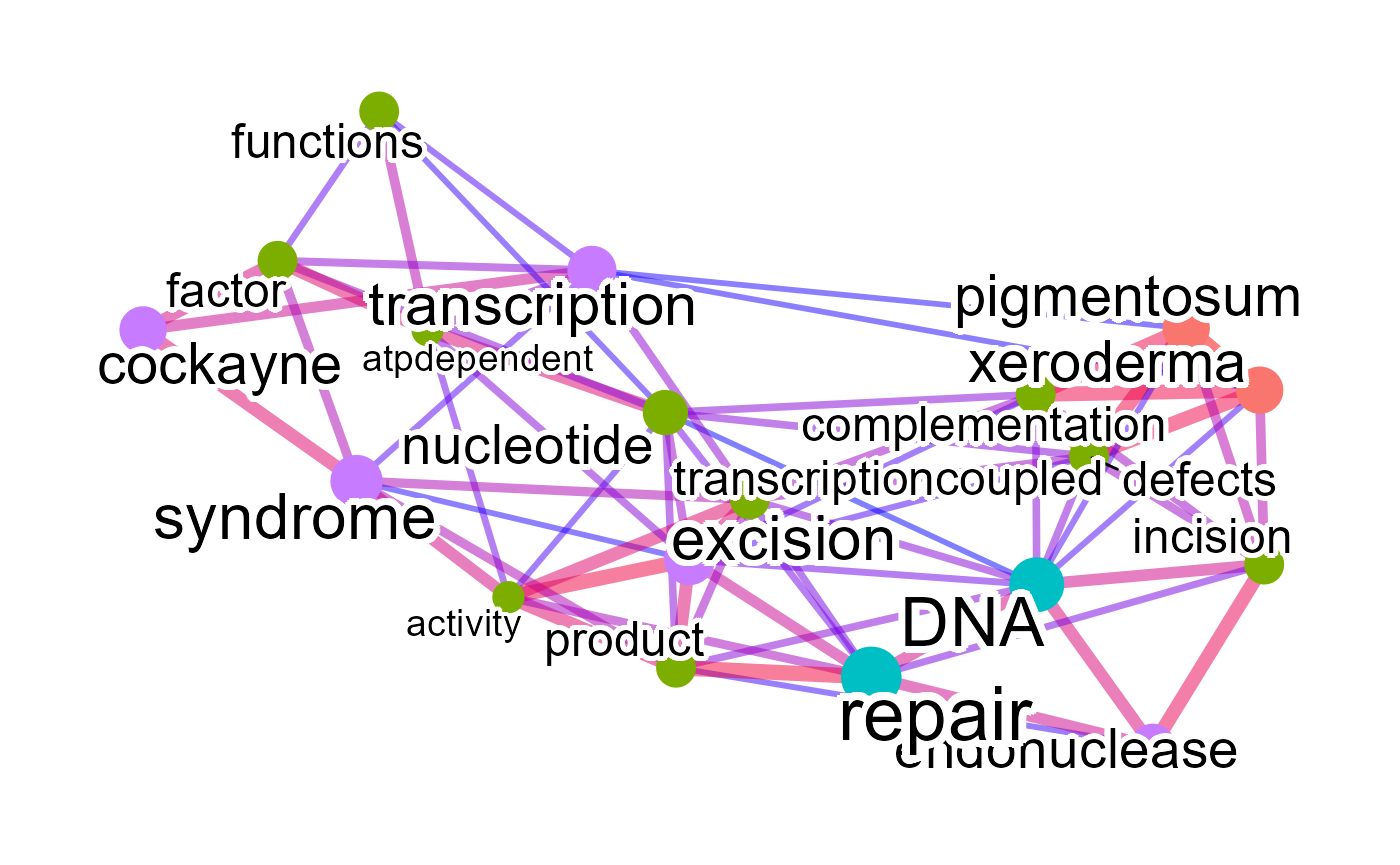 functions
factor
transcription
pigmentosum
cockayne
atpdependent
xeroderma
nucleotide
complementation
transcriptioncoupled
defects
syndrome
excision
incision
activity
product
DNA
repair
endonuclease